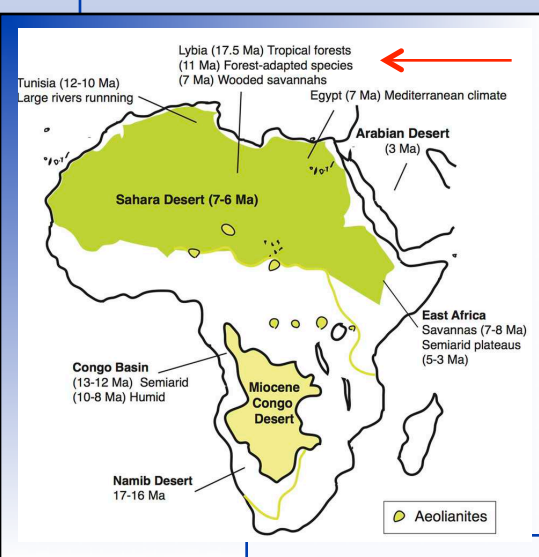 Lybia (17.5 Ma) Tropical forests
(11 Ma) Forest-adapted species
(7 Ma) Wooded savannahs
Tunisia (12-10 Ma)
Large rivers runnning
Egypt (7 Ma) Mediterranean climate
Arabian Desert
(3 Ma)
Sahara Desert (7-6 Ma)
East Africa
Savannas (7-8 Ma)
Semiarid plateaus
(5-3 Ma)
Congo Basin
(13-12 Ma) Semiarid
(10-8 Ma) Humid
Miocene
Congo
Desert
Namib Desert
17-16 Ma
Aeolianites